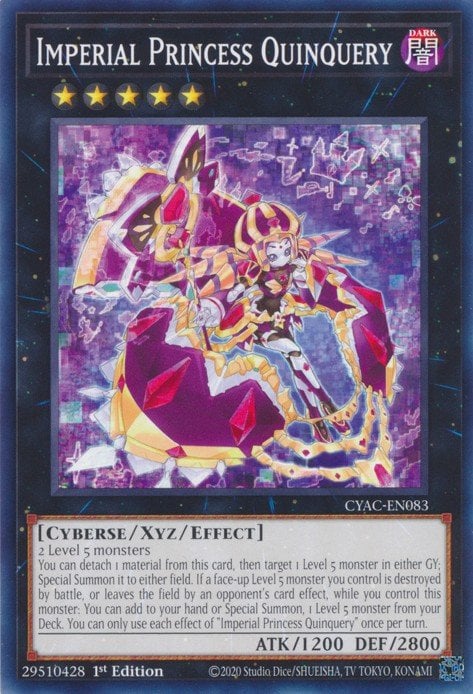 IMPERIAL PRINCESS QUINQUERY
DARK
闇
CYAC-EN083
[CYBERSE/XYZ/EFFECT]
2 Level 5 monsters
You can detach 1 material from this card, then target 1 Level 5 monster in either GY;
Special Summon it to either field. If a face-up Level 5 monster you control is destroyed
by battle, or leaves the field by an opponent's card effect, while you control this
monster: You can add to your hand or Special Summon, 1 Level 5 monster from your
Deck. You can only use each effect of "Imperial Princess Quinquery" once per turn.
ATK/1200 DEF/2800
29510428 1st Edition ©2020 Studio Dice/SHUEISHA, TV TOKYO, KONAMI